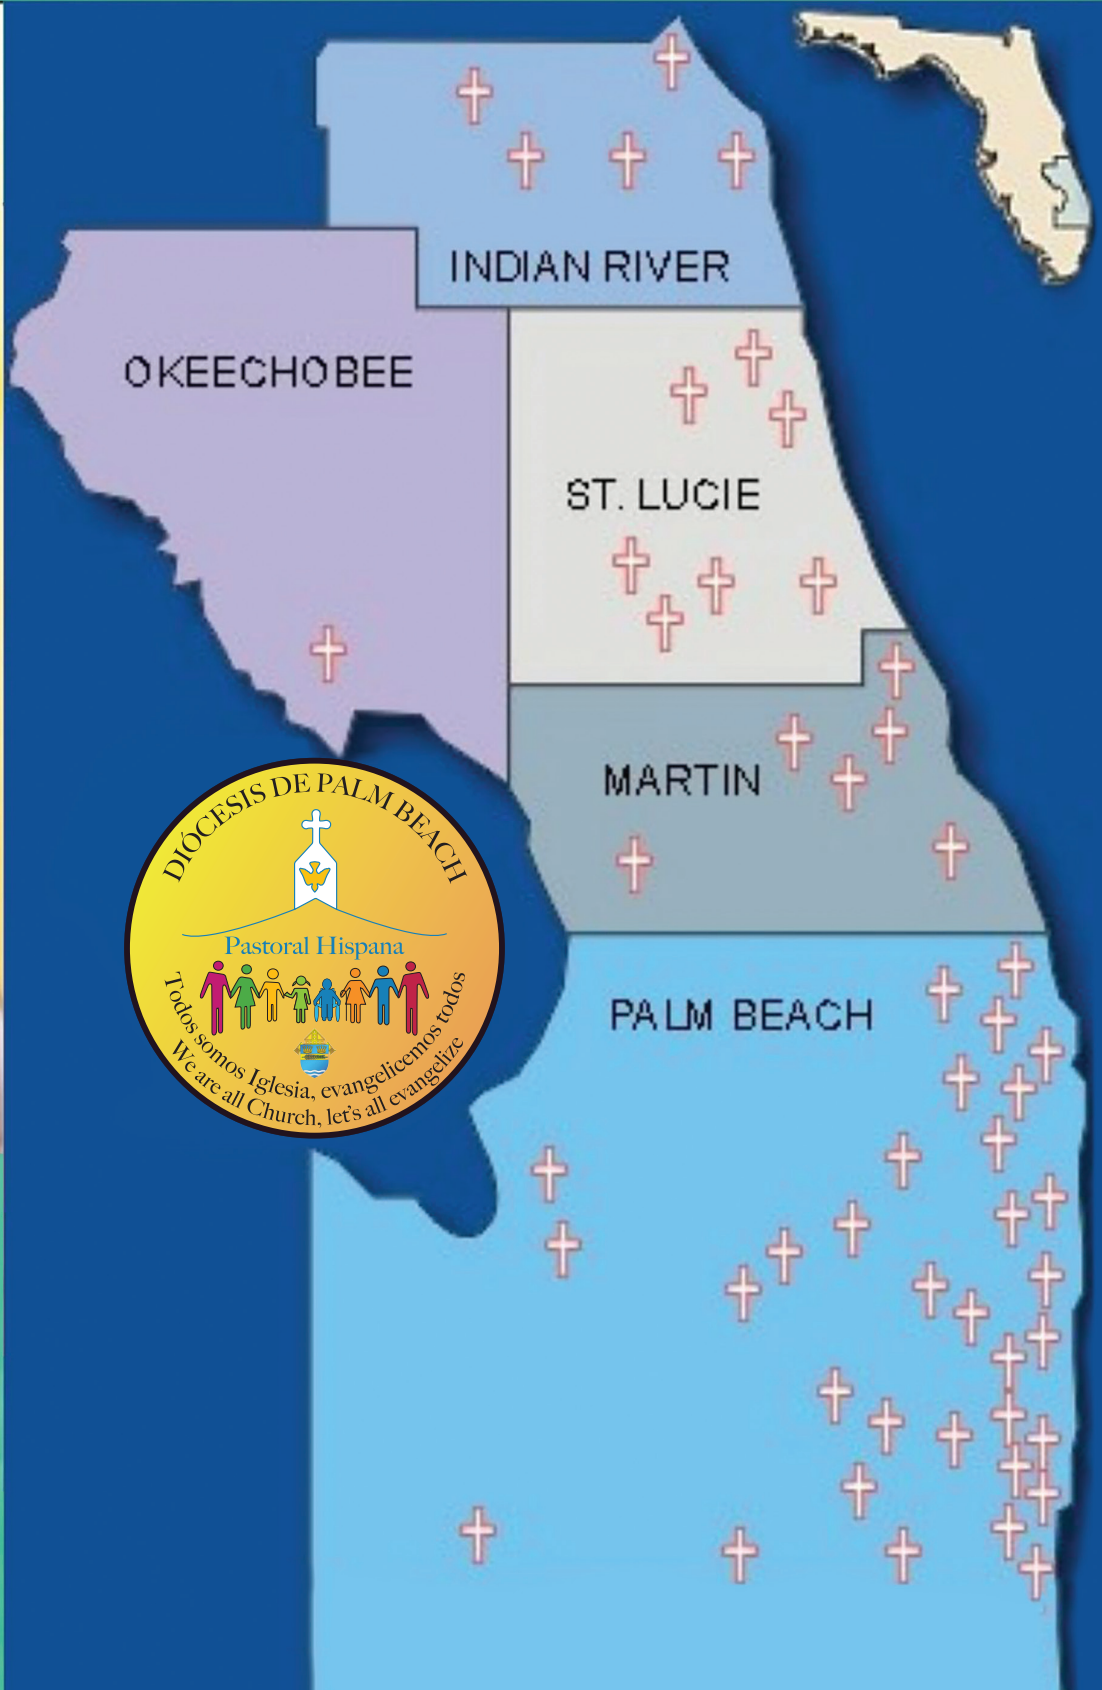 INDIAN RIVER
OKEECHOBEE
ST. LUCIE
MARTIN
DIÓCESIS DE PALM BEACH
Pastoral Hispana
Todos somos Iglesia, evangelicemos todos
We are all Church, let's all evangelize
PALM BEACH